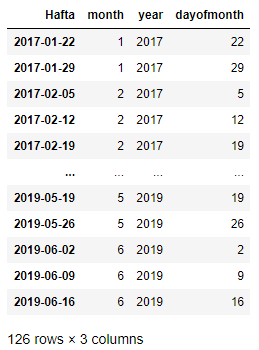 Hafta month year dayofmonth
2017-01-22 1 2017 22
2017-01-29 1 2017 29
2017-02-05 2 2017 5
2017-02-12 2 2017 12
2017-02-19 2 2017 19
... ... ... ...
2019-05-19 5 2019 19
2019-05-26 5 2019 26
2019-06-02 6 2019 2
2019-06-09 6 2019 9
2019-06-16 6 2019 16
126 rows × 3 columns